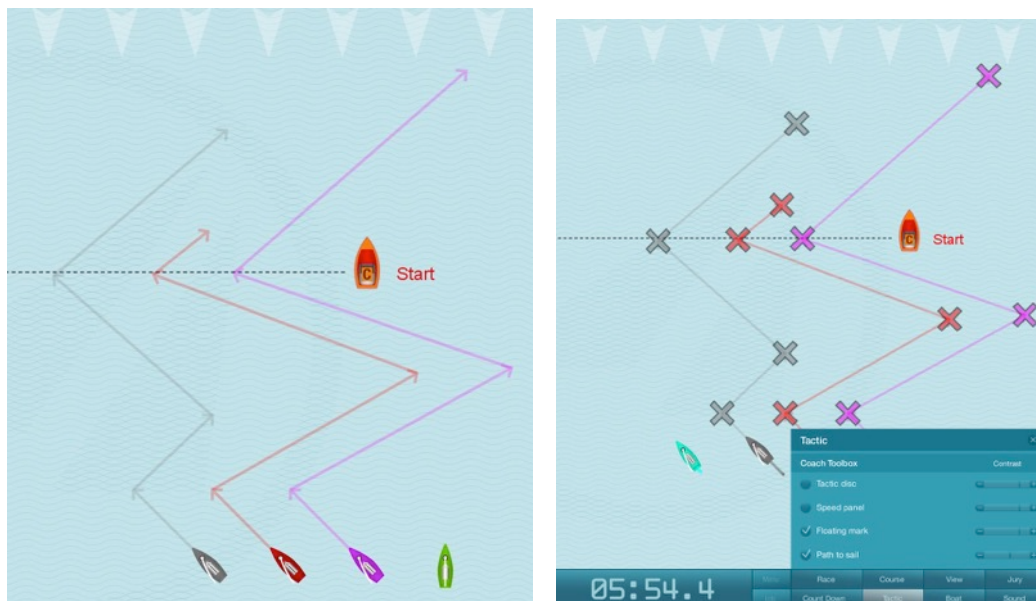 C
Start
C
Start
Tactic
Coach Toolbox Contrast
Tactic disc
Speed panel
Floating mark
Path to sail
05:54.4
Menu Race Course View Jury
Count Down Tactic Boat Sound